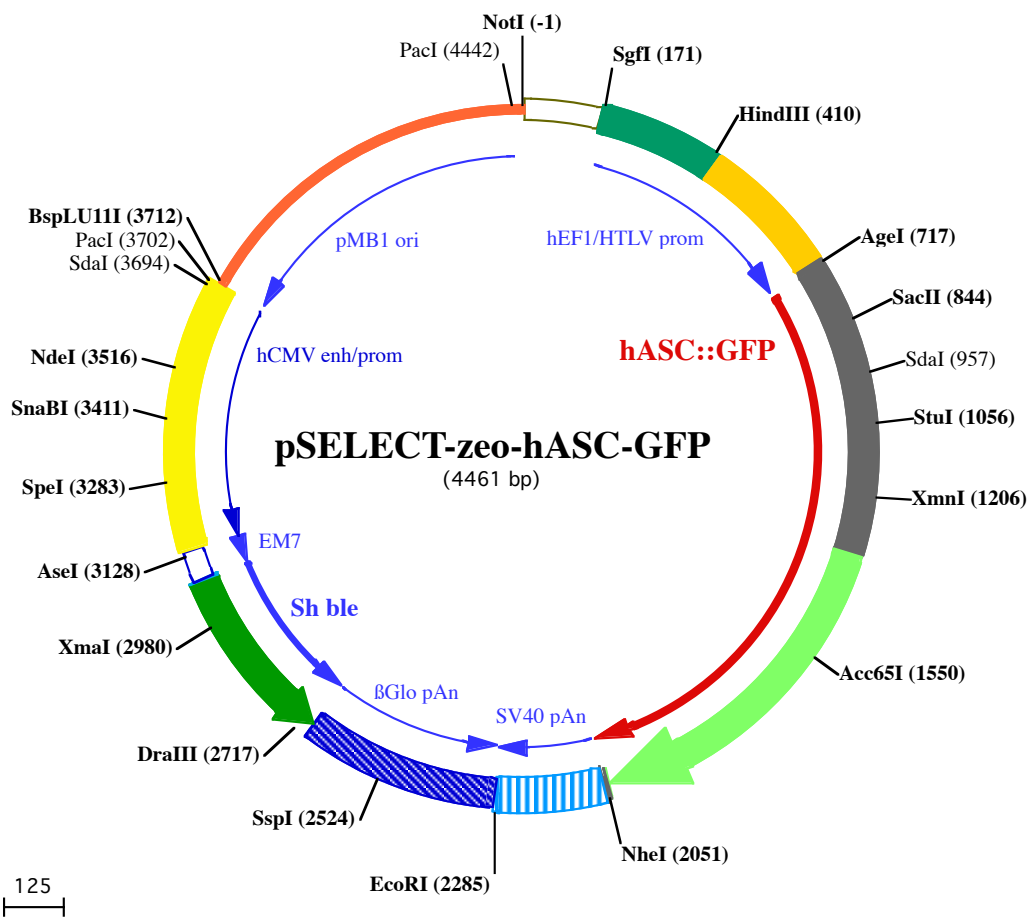 NotI (-1)
PacI (4442)
SgfI (171)
HindIII (410)
BspLU11I (3712)
PacI (3702)
SdaI (3694)
pMB1 ori
hEF1/HTLV prom
AgeI (717)
SacII (844)
NdeI (3516)
hCMV enh/prom
hASC::GFP
SdaI (957)
SnaBI (3411)
StuI (1056)
pSELECT-zeo-hASC-GFP
(4461 bp)
SpeI (3283)
XmnI (1206)
EM7
AseI (3128)
Sh ble
XmaI (2980)
Acc65I (1550)
ßGlo pAn
SV40 pAn
DraIII (2717)
SspI (2524)
NheI (2051)
EcoRI (2285)
125